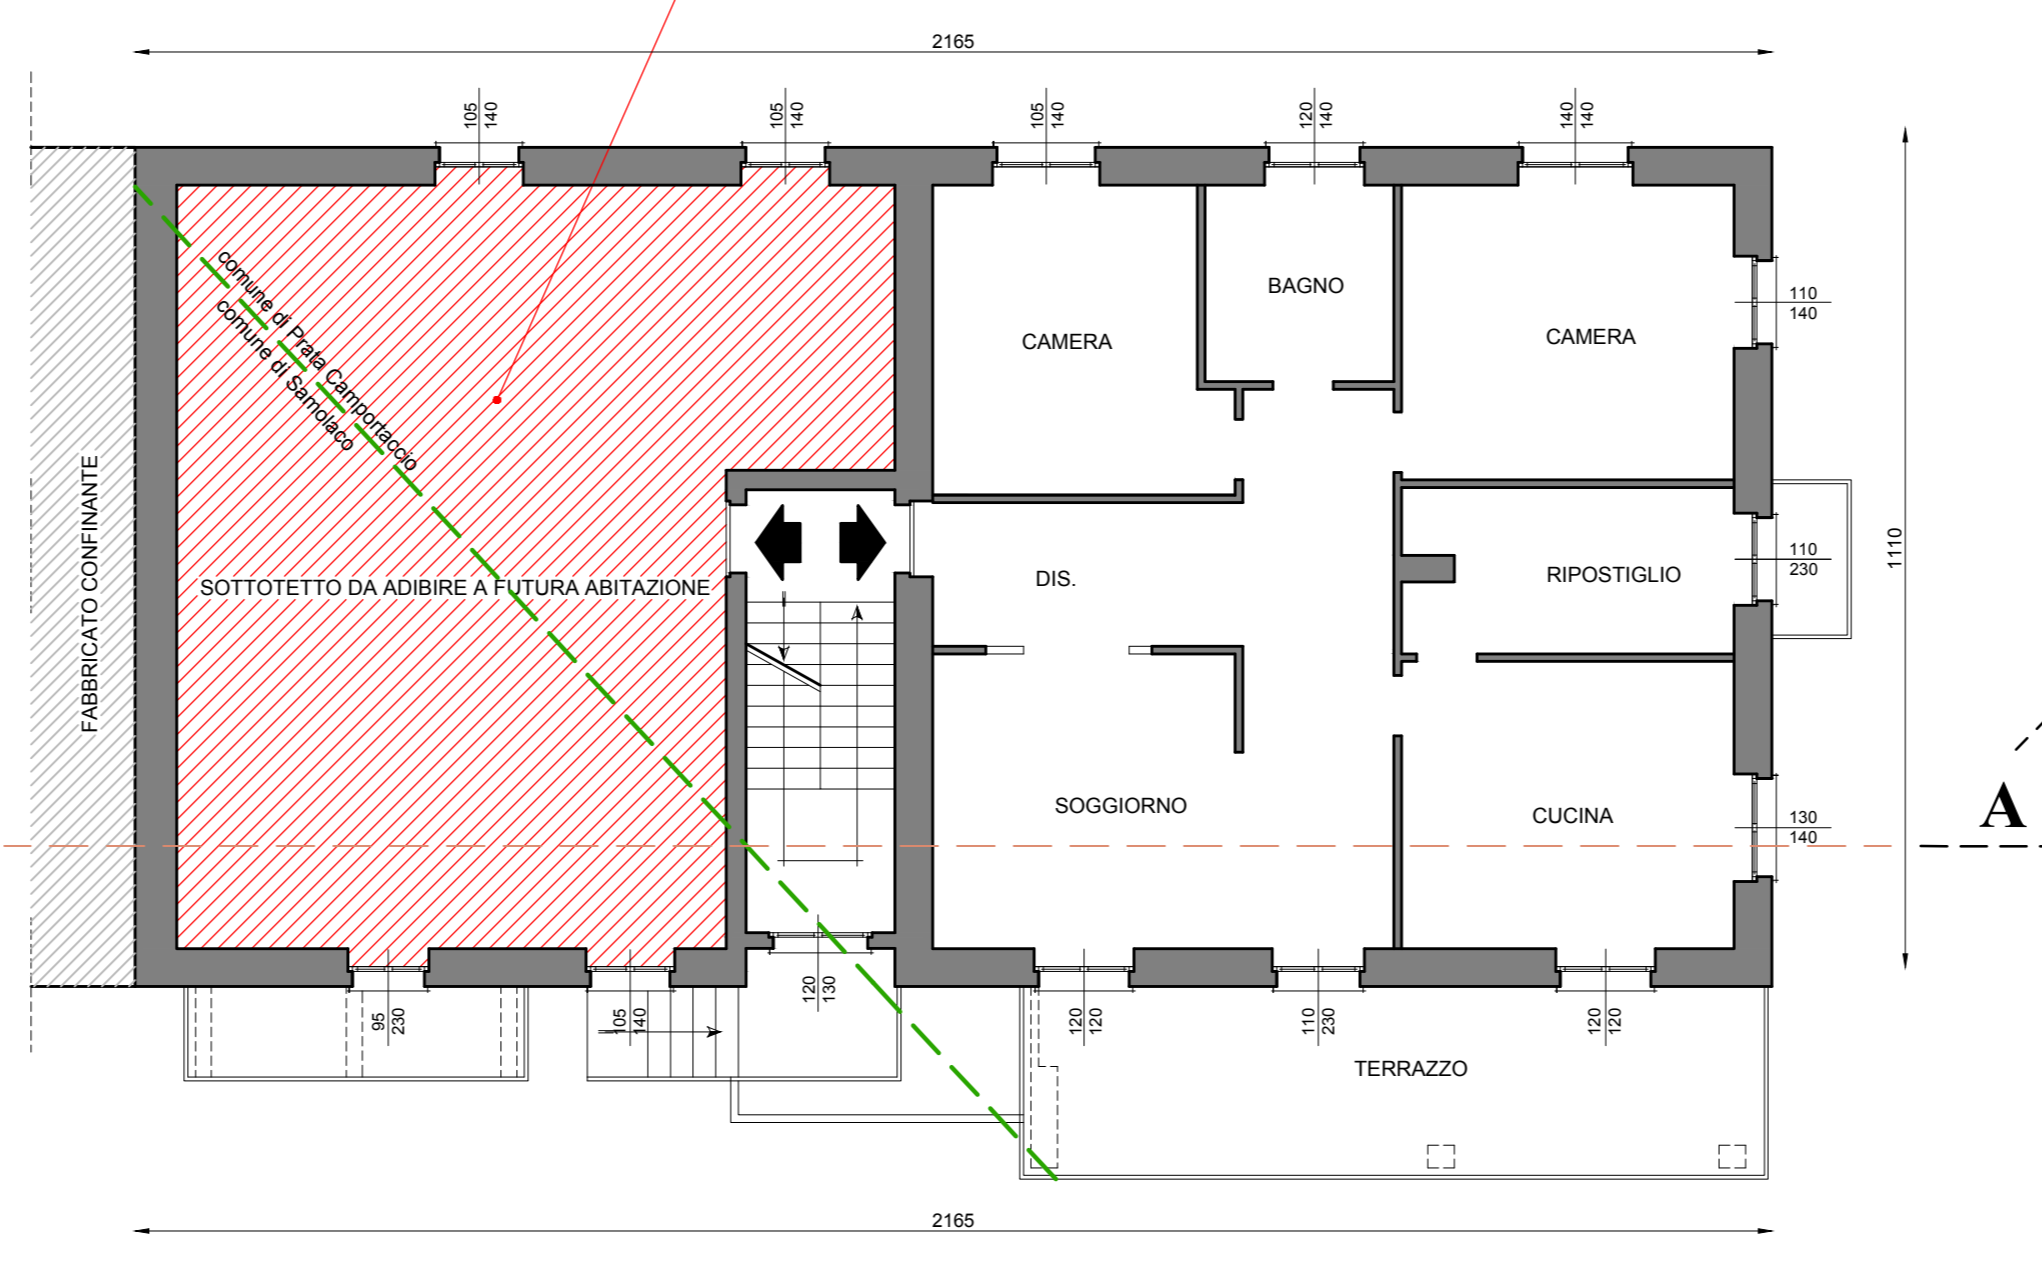 2165
105
140
105
140
105
140
120
140
140
140
comune di Prata Camportaccio
comune di Samolaco
BAGNO
CAMERA
CAMERA
110
140
FABBRICATO CONFINANTE
SOTTOTETTO DA ADIBIRE A FUTURA ABITAZIONE
DIS.
RIPOSTIGLIO
110
230
1110
SOGGIORNO
CUCINA
130
140
A
95
230
105
140
120
130
120
120
110
230
120
120
TERRAZZO
2165